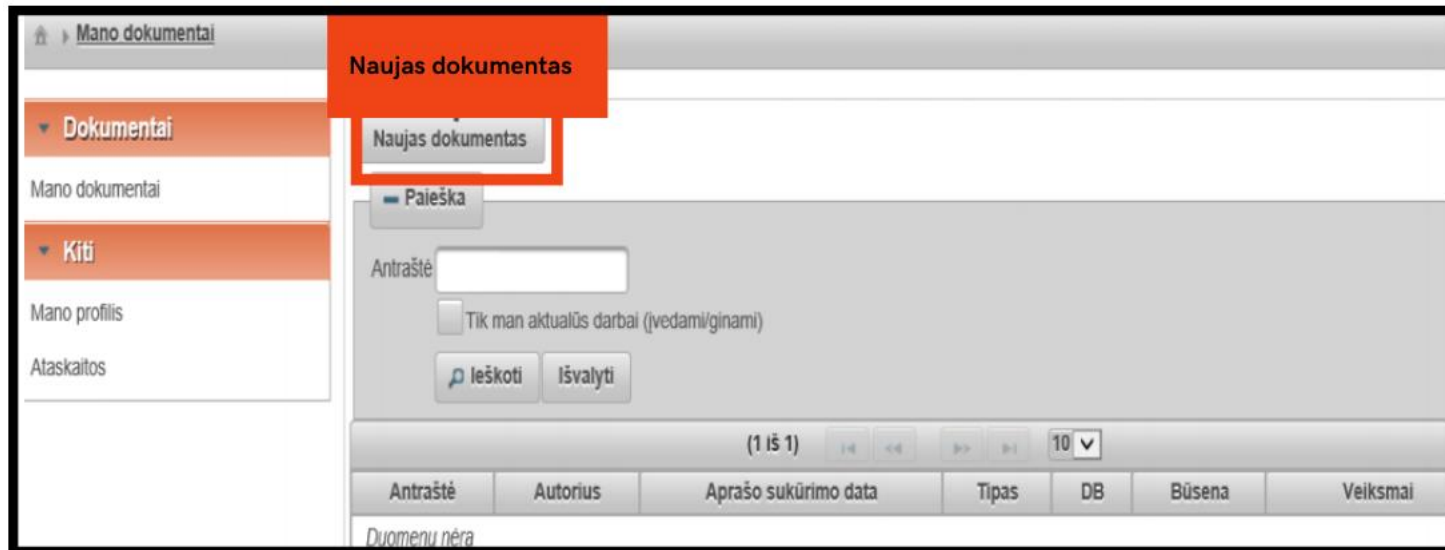 Mano dokumentai
Naujas dokumentas
Dokumentai
Mano dokumentai
Kiti
Mano profilis
Ataskaitos
Naujas dokumentas
Paieška
Antraštė
Tik man aktualūs darbai (įvedami/ginami)
Ieškoti Išvalyti
(1 iš 1) 10
Antraštė Autorius Aprašo sukūrimo data Tipas DB Būsena Veiksmai
Duomenų nėra